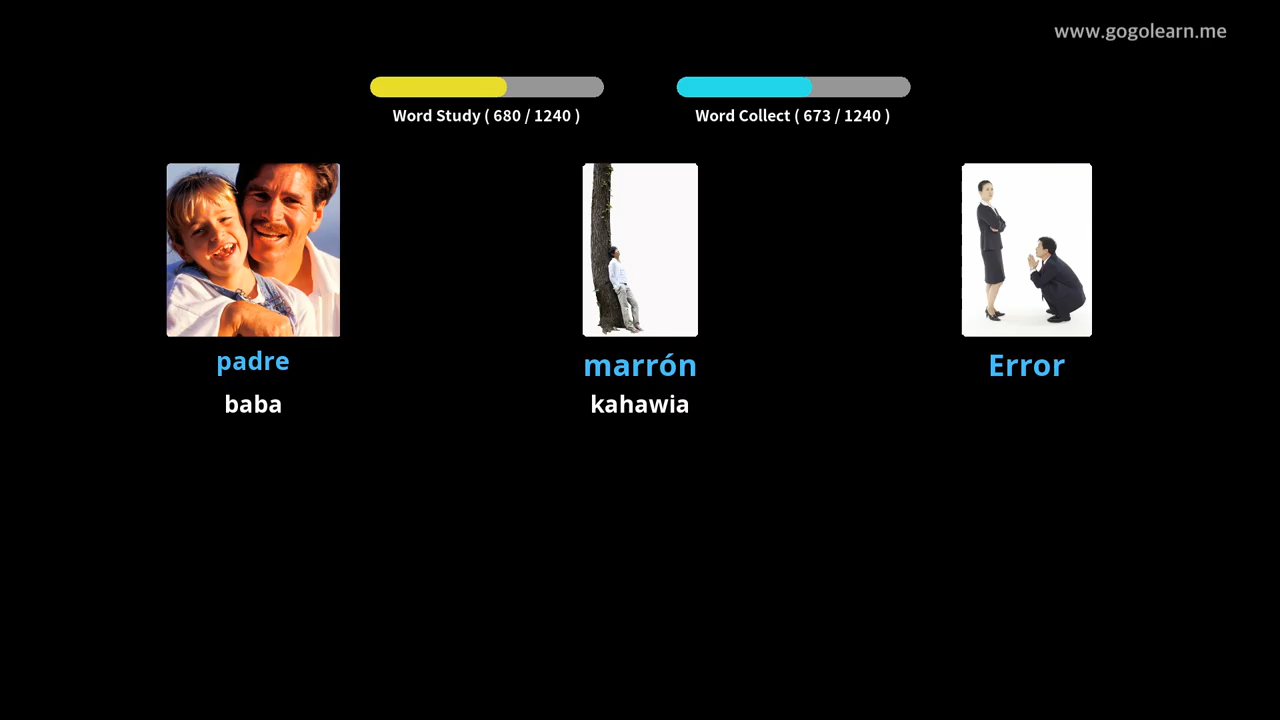 www.gogolearn.me
Word Study ( 680 / 1240 )
Word Collect ( 673 / 1240 )
padre
marrón
Error
baba
kahawia